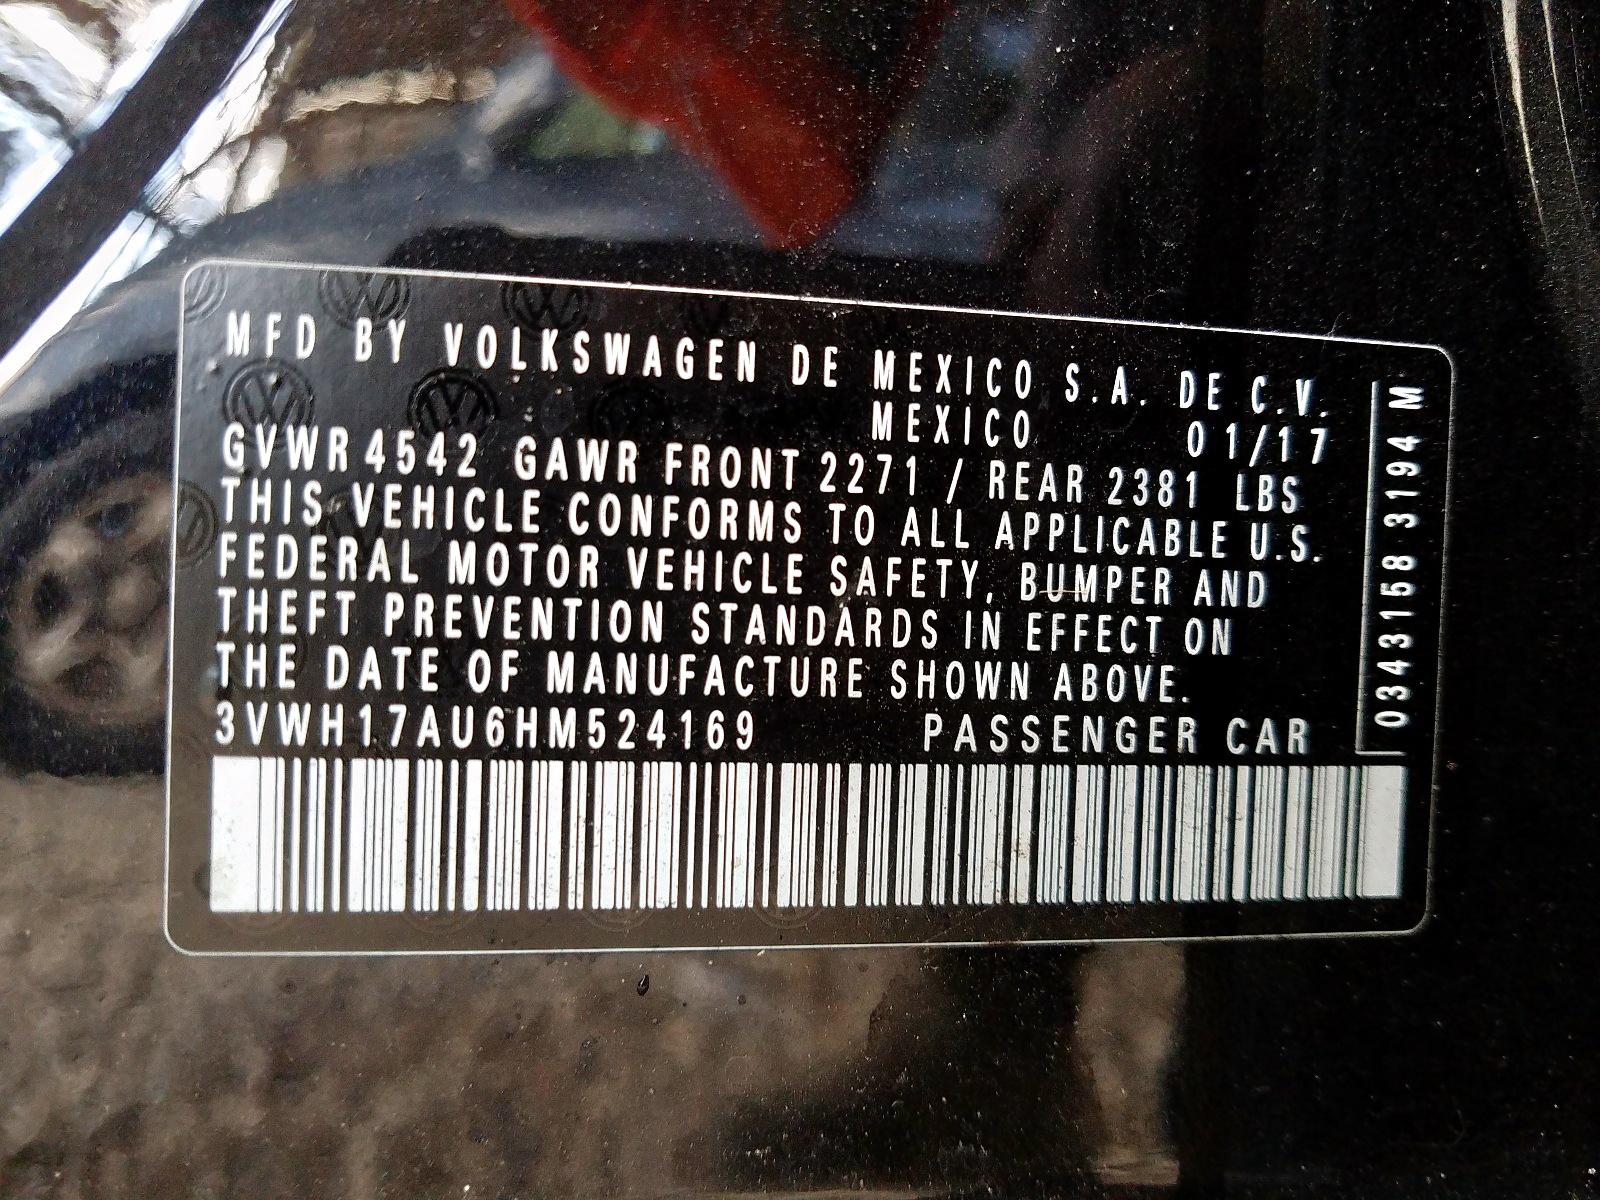 MFD BY VOLKSWAGEN DE MEXICO S.A. DE C.V.
MEXICO 01/17
GVWR 4542 GAWR FRONT 2271 / REAR 2381 LBS
THIS VEHICLE CONFORMS TO ALL APPLICABLE U.S.
FEDERAL MOTOR VEHICLE SAFETY, BUMPER AND
THEFT PREVENTION STANDARDS IN EFFECT ON
THE DATE OF MANUFACTURE SHOWN ABOVE.
3VWH17AU6HM524169 PASSENGER CAR
0343158 3194 M